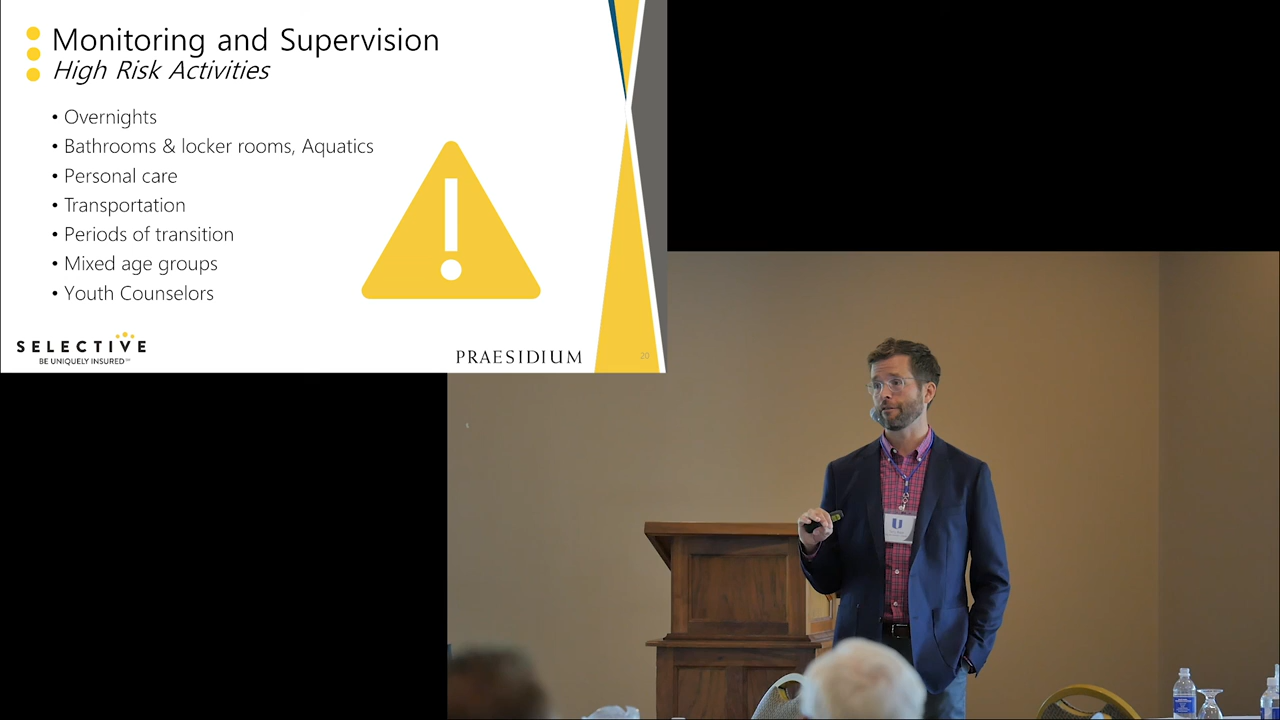 Monitoring and Supervision
High Risk Activities
• Overnights
• Bathrooms & locker rooms, Aquatics
• Personal care
• Transportation
• Periods of transition
• Mixed age groups
• Youth Counselors
SELECTIVE
BE UNIQUELY INSURED
PRAESIDIUM
20
U